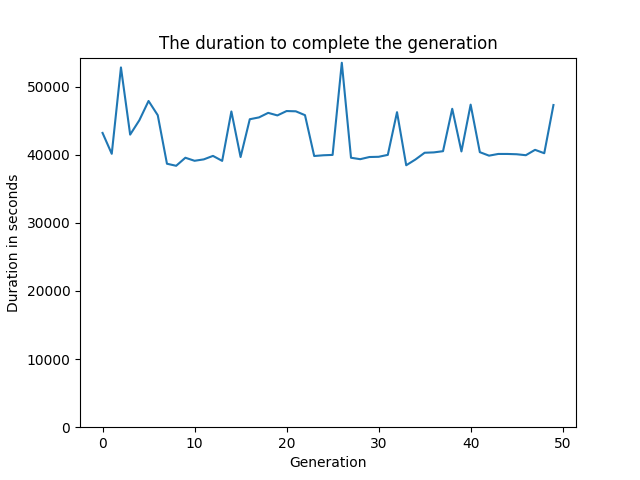 The duration to complete the generation
50000
40000
30000
20000
10000
0
Duration in seconds
0 10 20 30 40 50
Generation